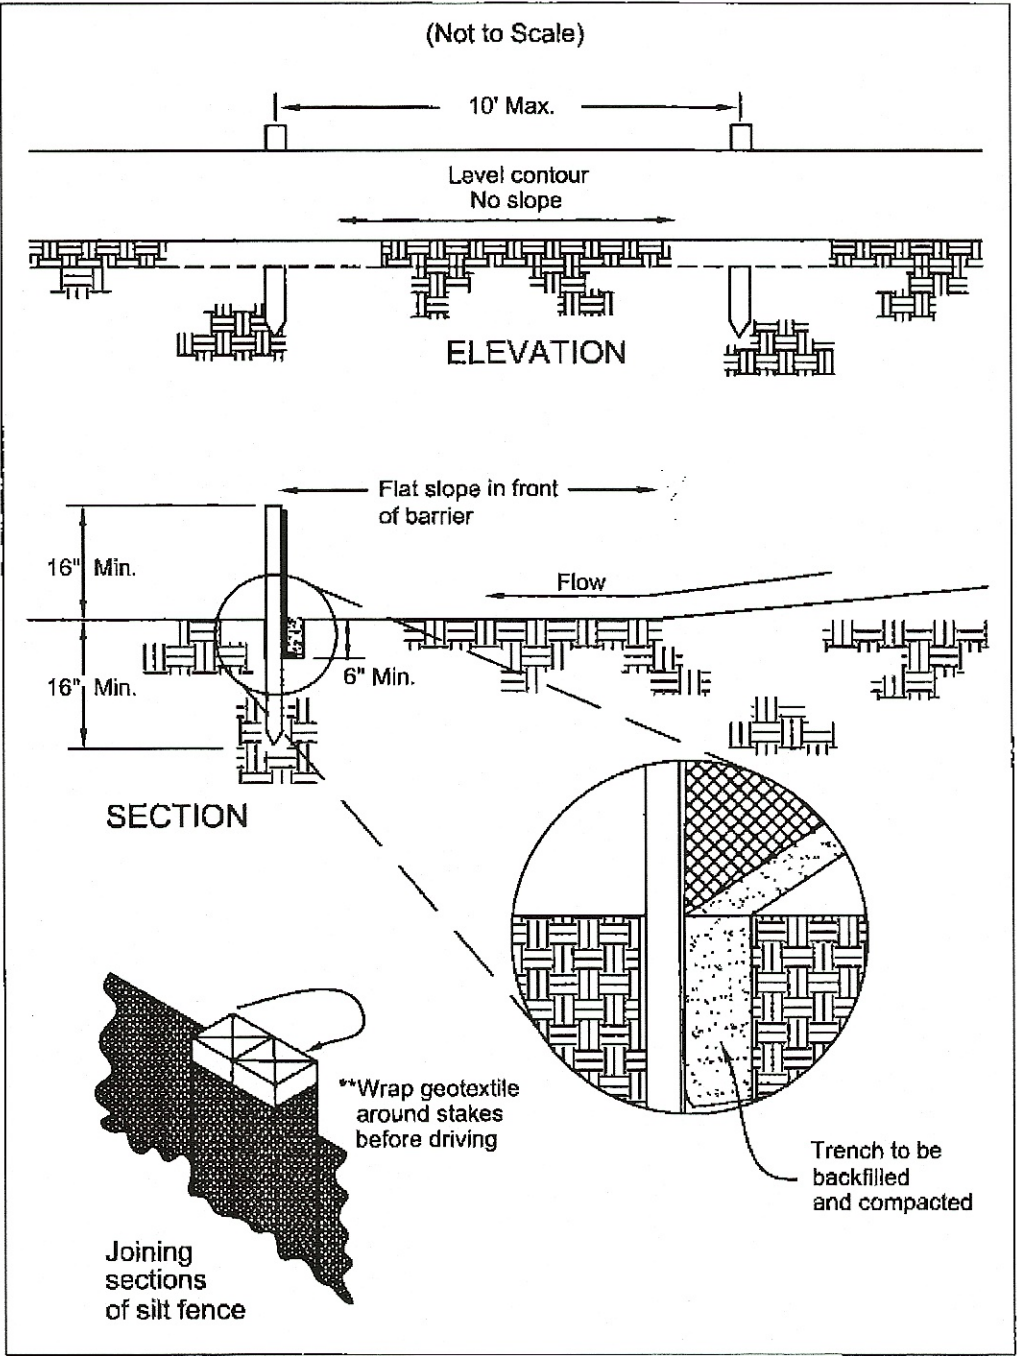 (Not to Scale)
10' Max.
Level contour
No slope
ELEVATION
Flat slope in front
of barrier
16" Min.
Flow
16" Min.
6" Min.
SECTION
**Wrap geotextile
around stakes
before driving
Trench to be
backfilled
and compacted
Joining
sections
of silt fence